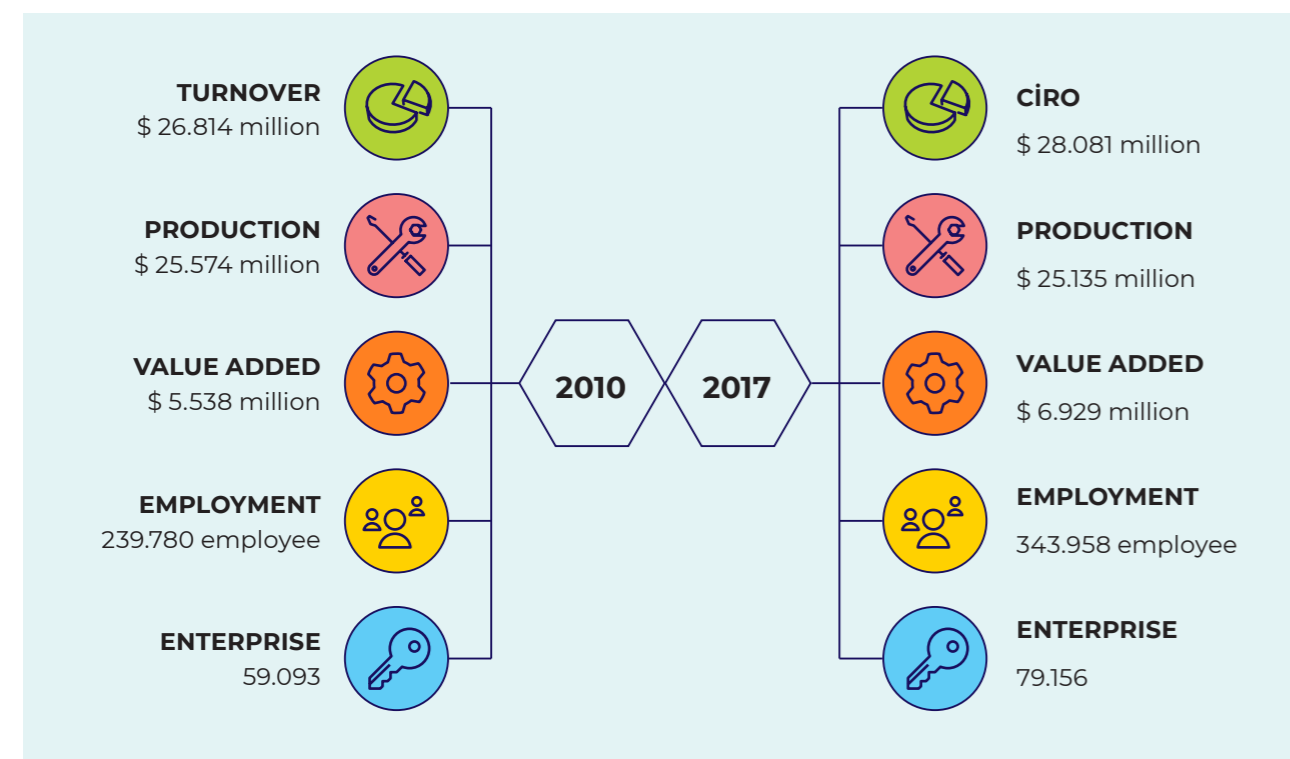 TURNOVER
$ 26.814 million
PRODUCTION
$ 25.574 million
VALUE ADDED
$ 5.538 million
EMPLOYMENT
239.780 employee
ENTERPRISE
59.093
2010
2017
CİRO
$ 28.081 million
PRODUCTION
$ 25.135 million
VALUE ADDED
$ 6.929 million
EMPLOYMENT
343.958 employee
ENTERPRISE
79.156